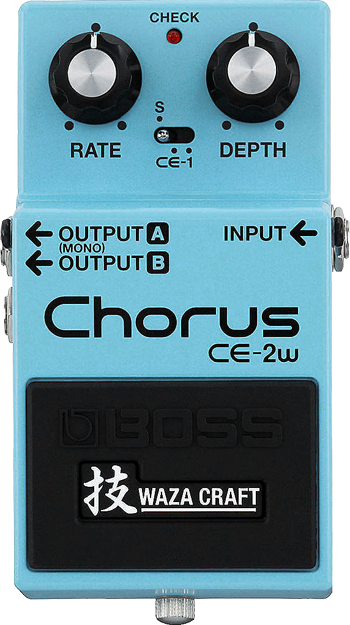 CHECK
S
RATE
CE-1
DEPTH
OUTPUT A
(MONO)
OUTPUT B
INPUT
Chorus
CE-2w
BOSS
技 WAZA CRAFT